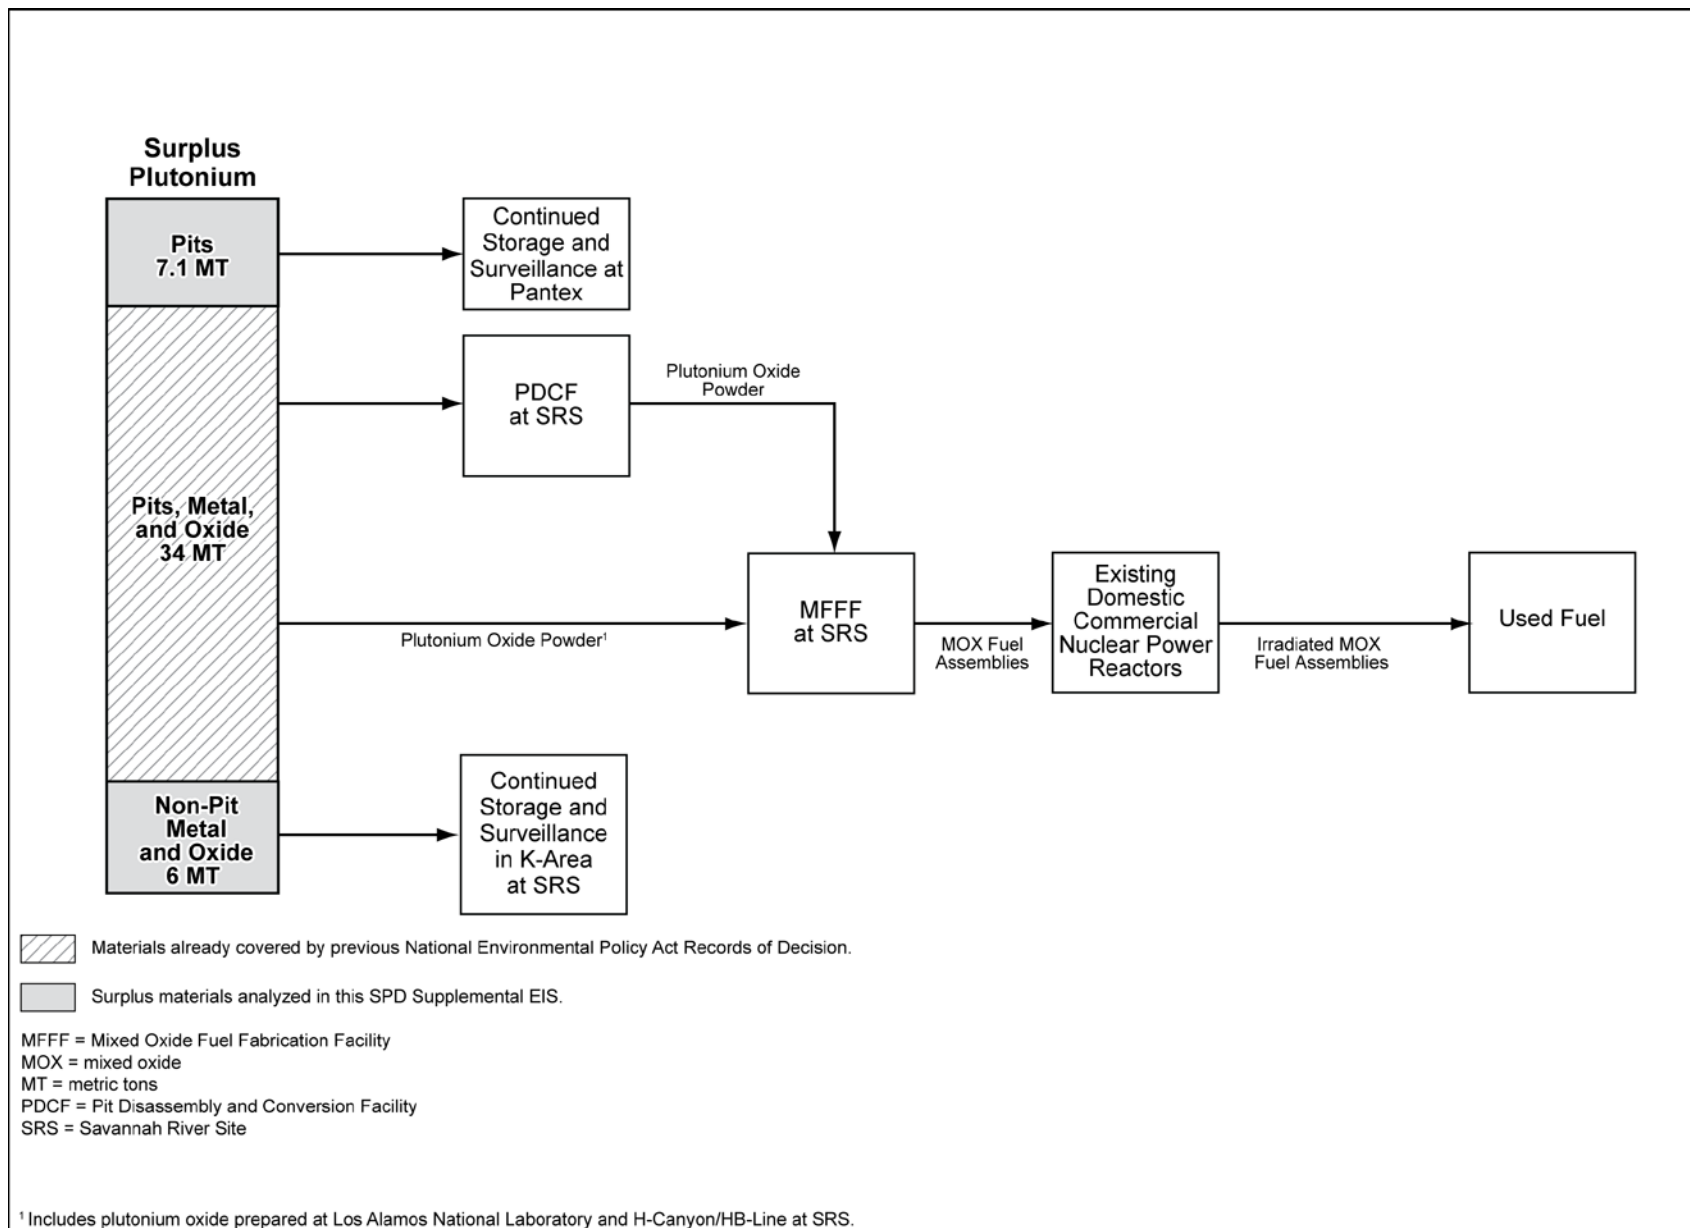 Surplus
Plutonium
Pits
7.1 MT
Continued
Storage and
Surveillance at
Pantex
PDCF
at SRS
Plutonium Oxide
Powder
Pits, Metal,
and Oxide
34 MT
Plutonium Oxide Powder¹
MFFF
at SRS
MOX Fuel
Assemblies
Existing
Domestic
Commercial
Nuclear Power
Reactors
Irradiated MOX
Fuel Assemblies
Used Fuel
Non-Pit
Metal
and Oxide
6 MT
Continued
Storage and
Surveillance
in K-Area
at SRS
Materials already covered by previous National Environmental Policy Act Records of Decision.
Surplus materials analyzed in this SPD Supplemental EIS.
MFFF = Mixed Oxide Fuel Fabrication Facility
MOX = mixed oxide
MT = metric tons
PDCF = Pit Disassembly and Conversion Facility
SRS = Savannah River Site
¹ Includes plutonium oxide prepared at Los Alamos National Laboratory and H-Canyon/HB-Line at SRS.